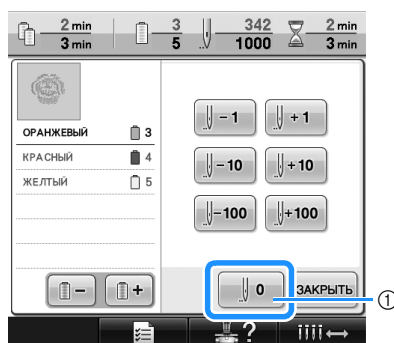 2 min 3 342 2 min
3 min 5 1000 3 min
ОРАНЖЕВЫЙ 3
КРАСНЫЙ 4
ЖЕЛТЫЙ 5
-1 +1
-10 +10
-100 +100
- + 0 ЗАКРЫТЬ ①
?